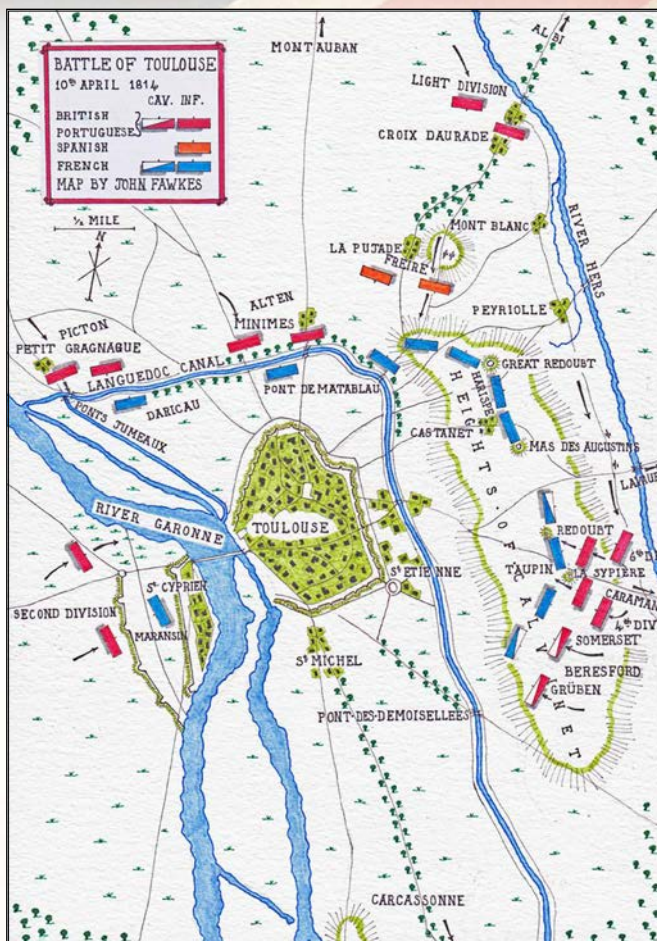 BATTLE OF TOULOUSE
10th APRIL 1814
CAV. INF.
BRITISH
PORTUGUESE
SPANISH
FRENCH
MAP BY JOHN FAWKES
½ MILE
N
MONTAUBAN
ALBI
LIGHT DIVISION
CROIX DAURADE
MONT BLANC
RIVER HERS
LA PUJADE
FREIRE
PEYRIOLLE
ALTEN
MINIMES
PICTON
PETIT GRAGNAGUE
LANGUEDOC CANAL
GREAT REDOUBT
HARISPE
PONT DE MATABLAU
DARICAU
PONTS JUMEAUX
CASTANET
MAS DES AUGUSTINS
HEIGHTS OF CALVINET
RIVER GARONNE
TOULOUSE
REDOUBT
6th
TAUPIN
LA SYPIÈRE
CARAMAN
4th DIV
St CYPRIEN
St ETIENNE
SECOND DIVISION
MARANSIN
SOMERSET
BERESFORD
St MICHEL
GRÜBEN
PONT-DES-DEMOISELLES
CARCASSONNE